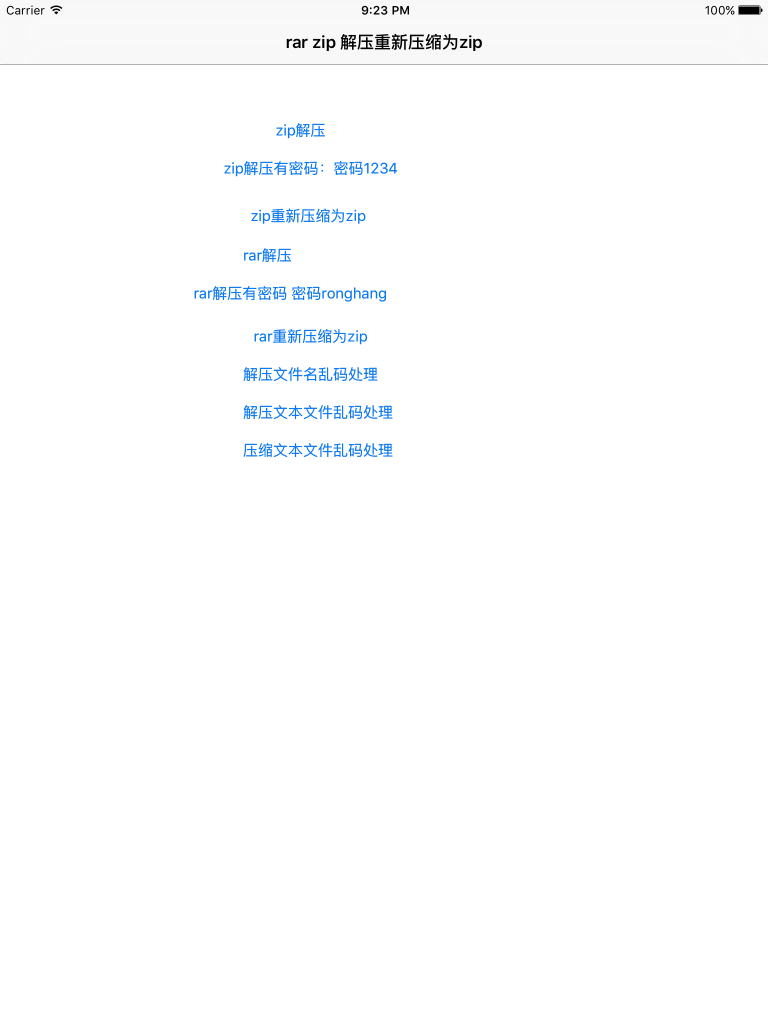 Carrier 9:23 PM 100%
rar zip 解压重新压缩为zip
zip解压
zip解压有密码：密码1234
zip重新压缩为zip
rar解压
rar解压有密码 密码ronghang
rar重新压缩为zip
解压文件名乱码处理
解压文本文件乱码处理
压缩文本文件乱码处理